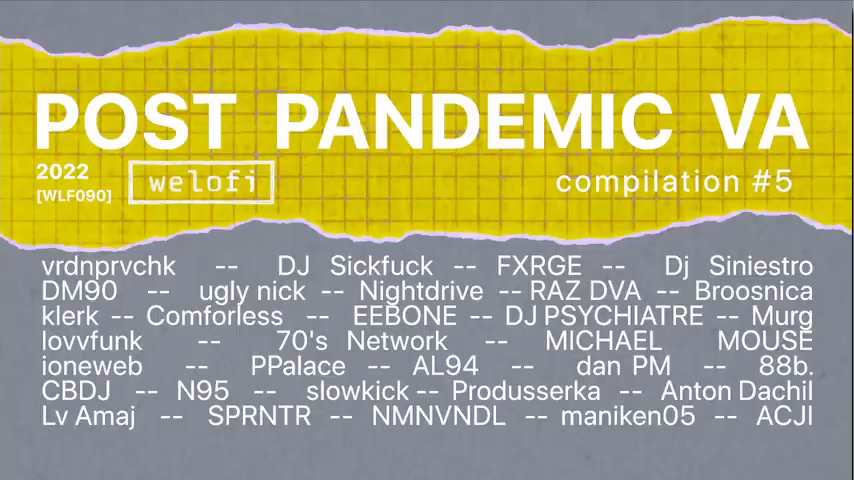 POST PANDEMIC VA
2022
[WLF090]
welofi
compilation #5
vrdnprvchk -- DJ Sickfuck -- FXRGE -- Dj Siniestro
DM90 -- ugly nick -- Nightdrive -- RAZ DVA -- Broosnica
klerk -- Comforless -- EEBONE -- DJ PSYCHIATRE -- Murg
lovvfunk -- 70's Network -- MICHAEL MOUSE
ioneweb -- PPalace -- AL94 -- dan PM -- 88b.
CBDJ -- N95 -- slowkick -- Produsserka -- Anton Dachil
Lv Amaj -- SPRNTR -- NMNVNDL -- maniken05 -- ACJI